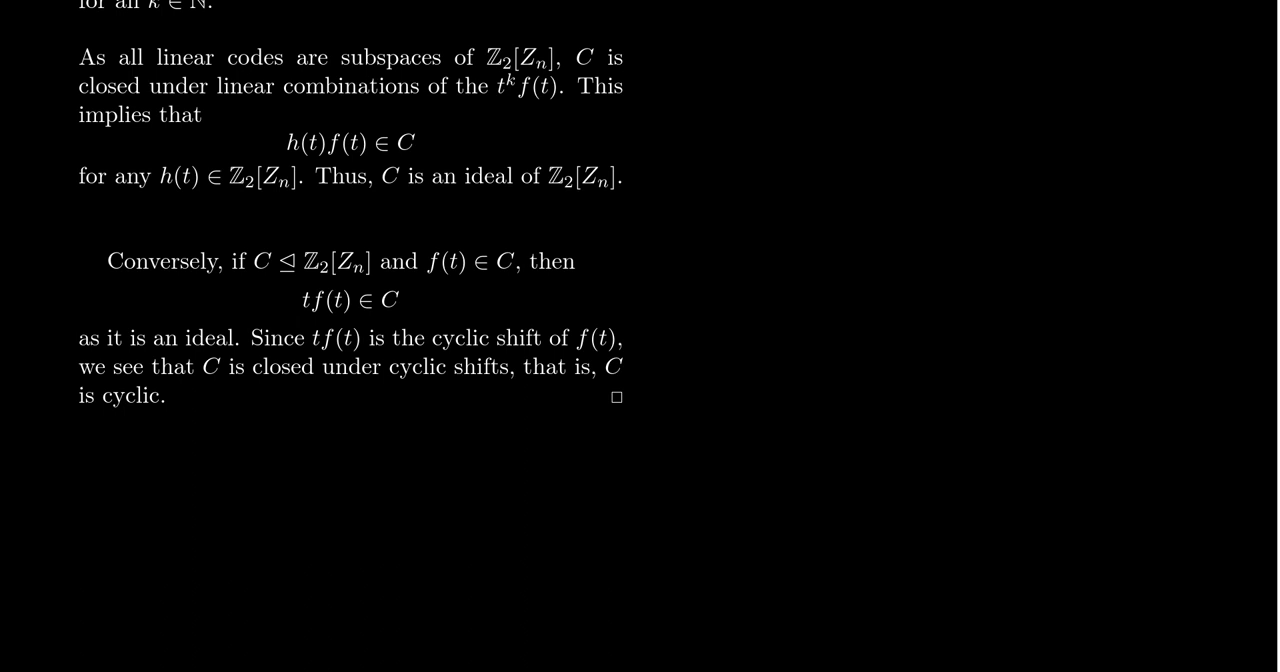 for all k ∈ ℕ.
As all linear codes are subspaces of ℤ₂[Zₙ], C is
closed under linear combinations of the tᵏf(t). This
implies that
h(t)f(t) ∈ C
for any h(t) ∈ ℤ₂[Zₙ]. Thus, C is an ideal of ℤ₂[Zₙ].
Conversely, if C ⊴ ℤ₂[Zₙ] and f(t) ∈ C, then
tf(t) ∈ C
as it is an ideal. Since tf(t) is the cyclic shift of f(t),
we see that C is closed under cyclic shifts, that is, C
is cyclic. □